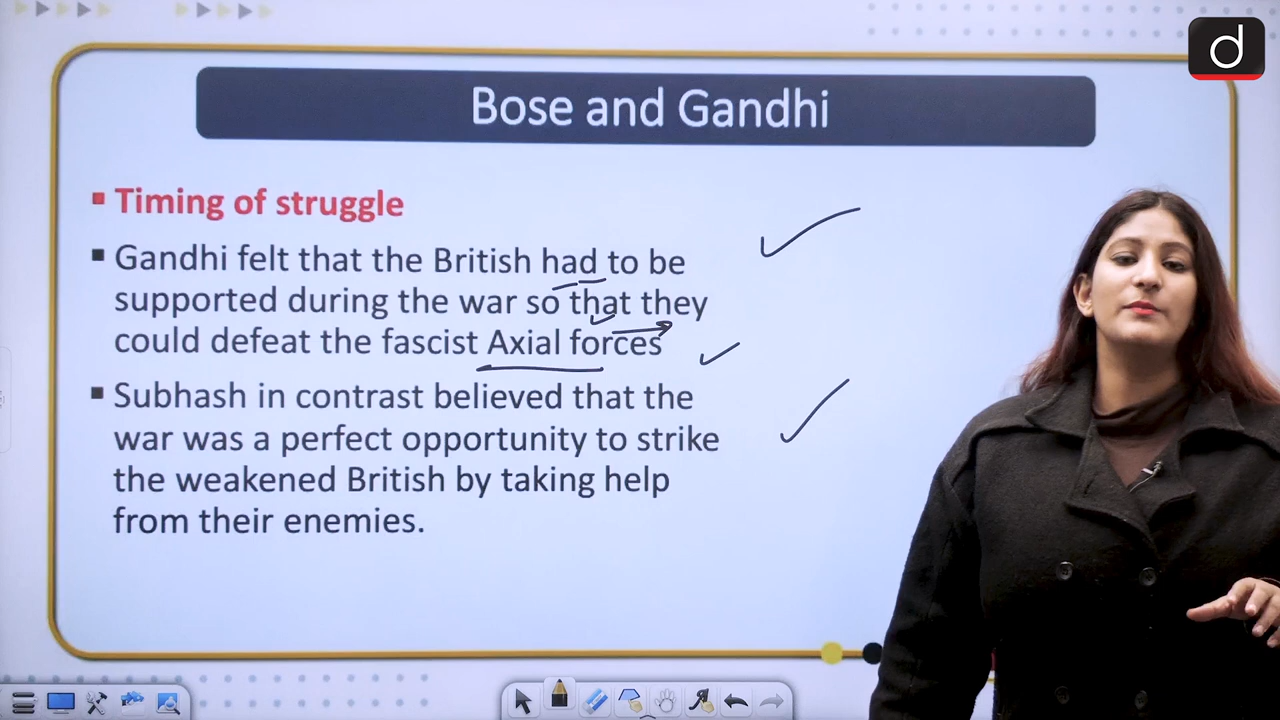 d
Bose and Gandhi
Timing of struggle
Gandhi felt that the British had to be
supported during the war so that they
could defeat the fascist Axial forces
Subhash in contrast believed that the
war was a perfect opportunity to strike
the weakened British by taking help
from their enemies.